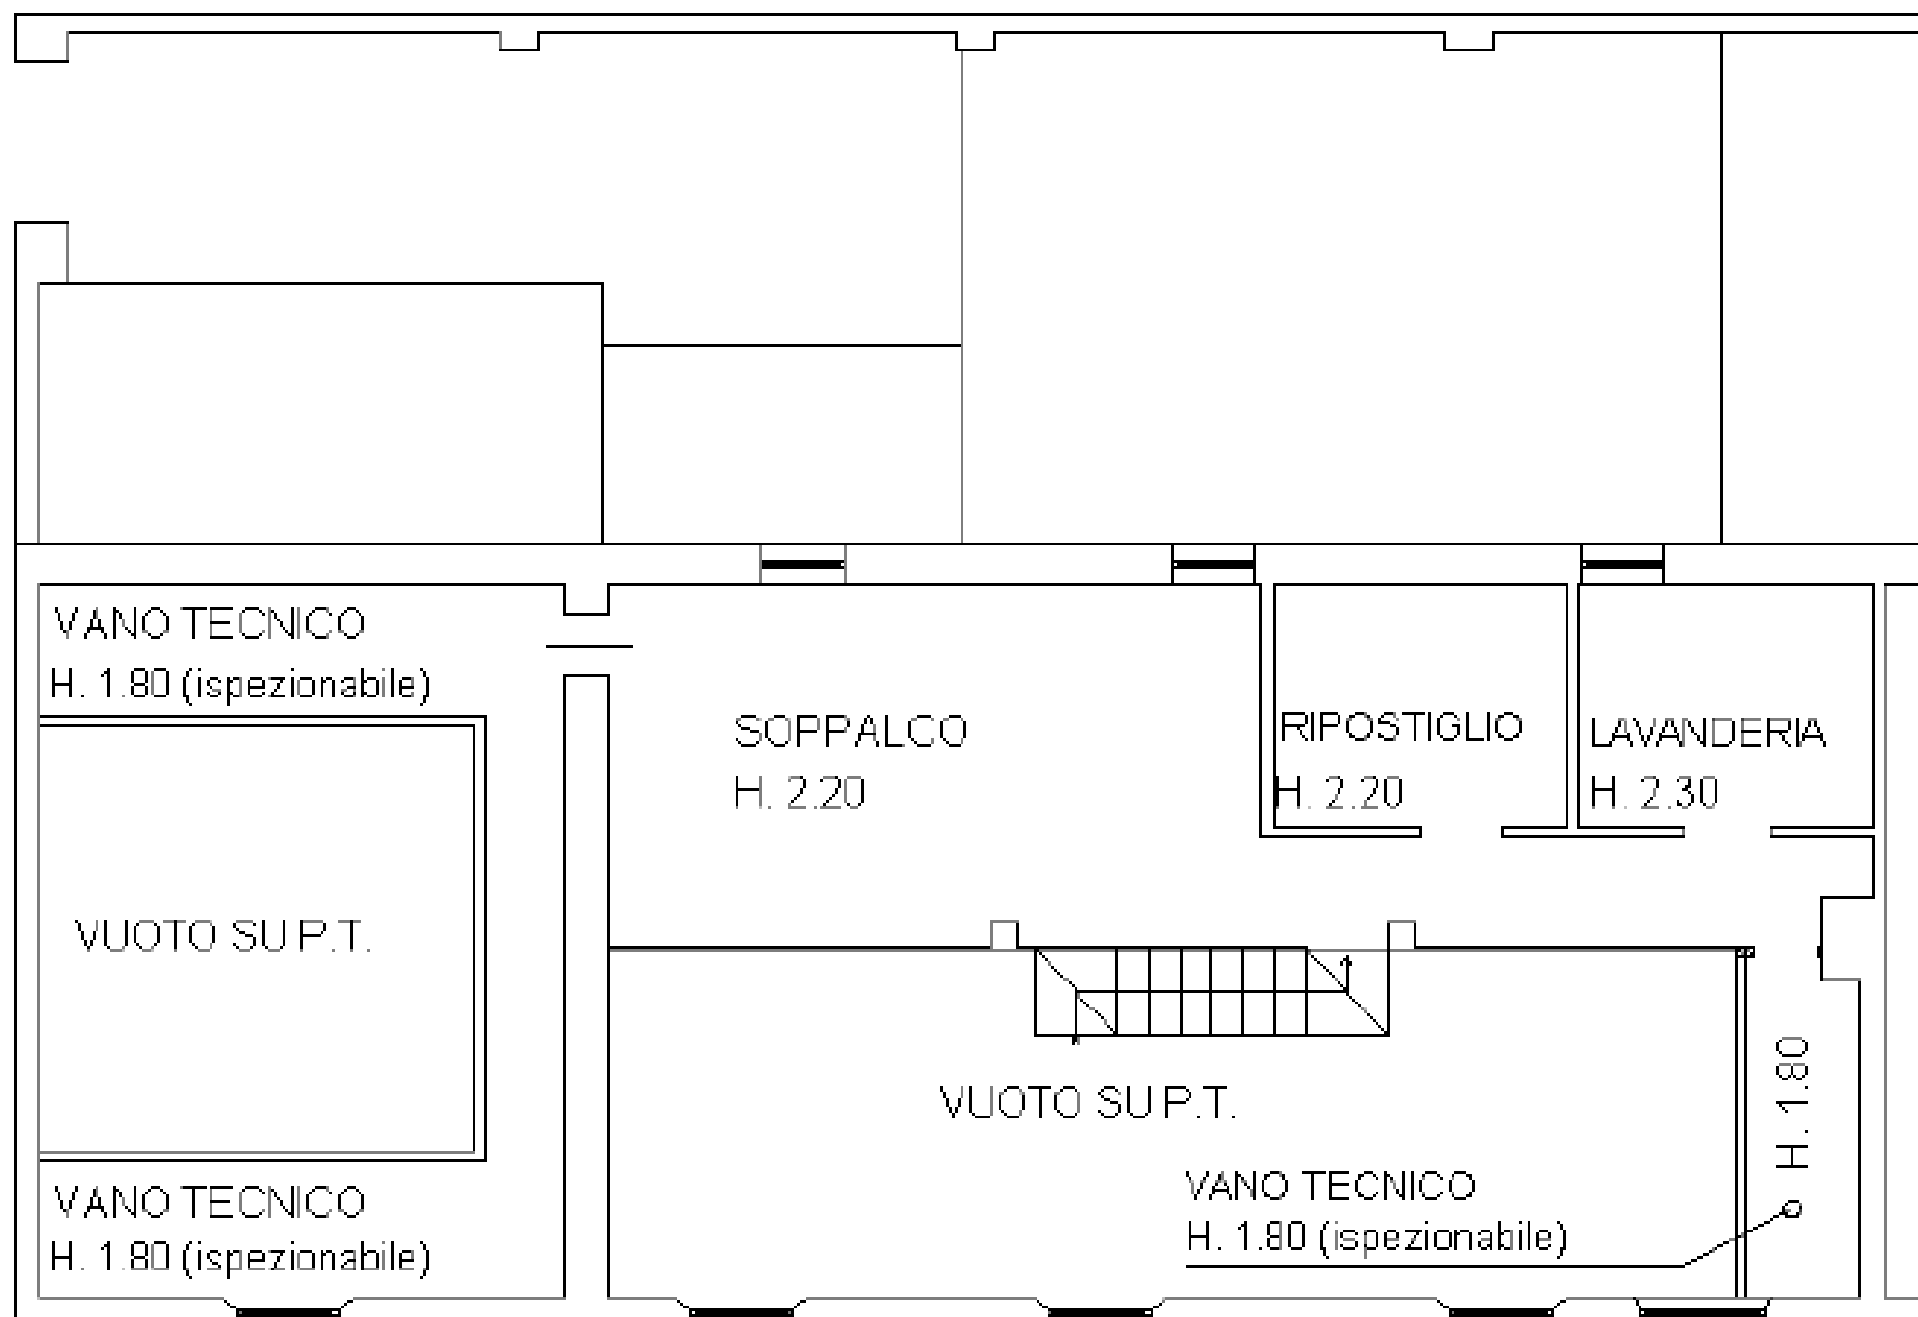 VANO TECNICO
H. 1.80 (ispezionabile)
SOPPALCO
H. 2.20
RIPOSTIGLIO
H. 2.20
LAVANDERIA
H. 2.30
VUOTO SU P.T.
VUOTO SU P.T.
H. 1.80
VANO TECNICO
H. 1.80 (ispezionabile)
VANO TECNICO
H. 1.80 (ispezionabile)